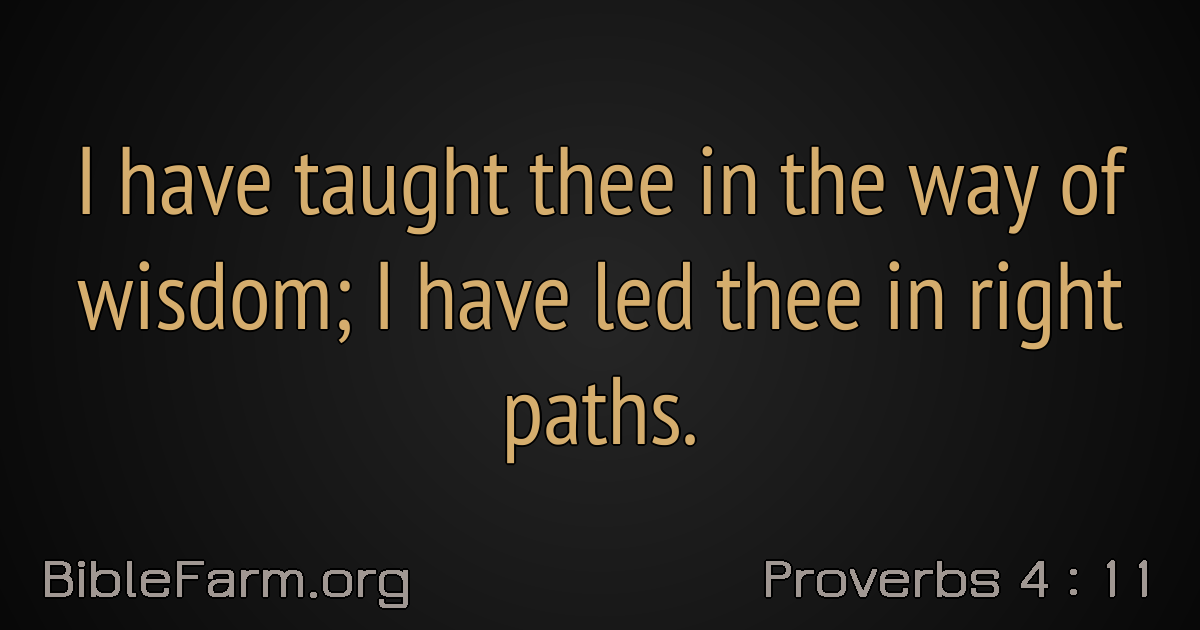 I have taught thee in the way of
wisdom; I have led thee in right
paths.
BibleFarm.org
Proverbs 4 : 11